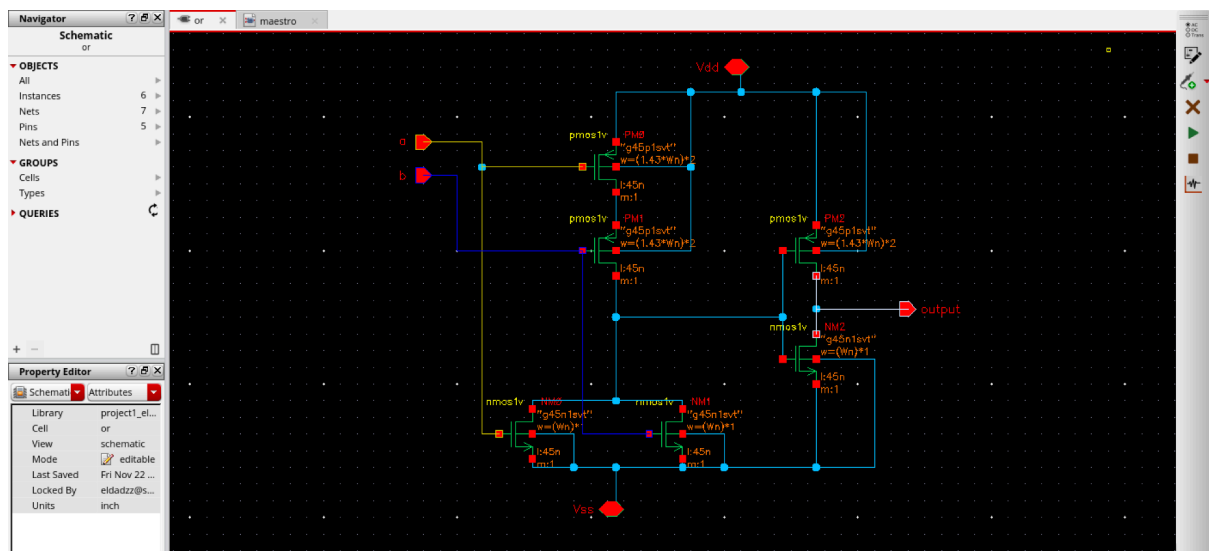 Navigator
or
maestro
Schematic
or
OBJECTS
All
Instances 6
Nets 7
Pins 5
Nets and Pins
GROUPS
Cells
Types
QUERIES
+ -
Property Editor
Schemati Attributes
Library project1_el...
Cell or
View schematic
Mode editable
Last Saved Fri Nov 22 ...
Locked By eldadzz@s...
Units inch
AC
DC
Trans
Vdd
a
b
pmos1v PM0
"g45p1svt"
w=(1.43*Wn)*2
l:45n
m:1
pmos1v PM1
"g45p1svt"
w=(1.43*Wn)*2
l:45n
m:1
pmos1v PM2
"g45p1svt"
w=(1.43*Wn)*2
l:45n
m:1
output
nmos1v NM2
"g45n1svt"
w=(Wn)*1
l:45n
m:1
nmos1v NM0
"g45n1svt"
w=(Wn)*1
l:45n
m:1
nmos1v NM1
"g45n1svt"
w=(Wn)*1
l:45n
m:1
Vss